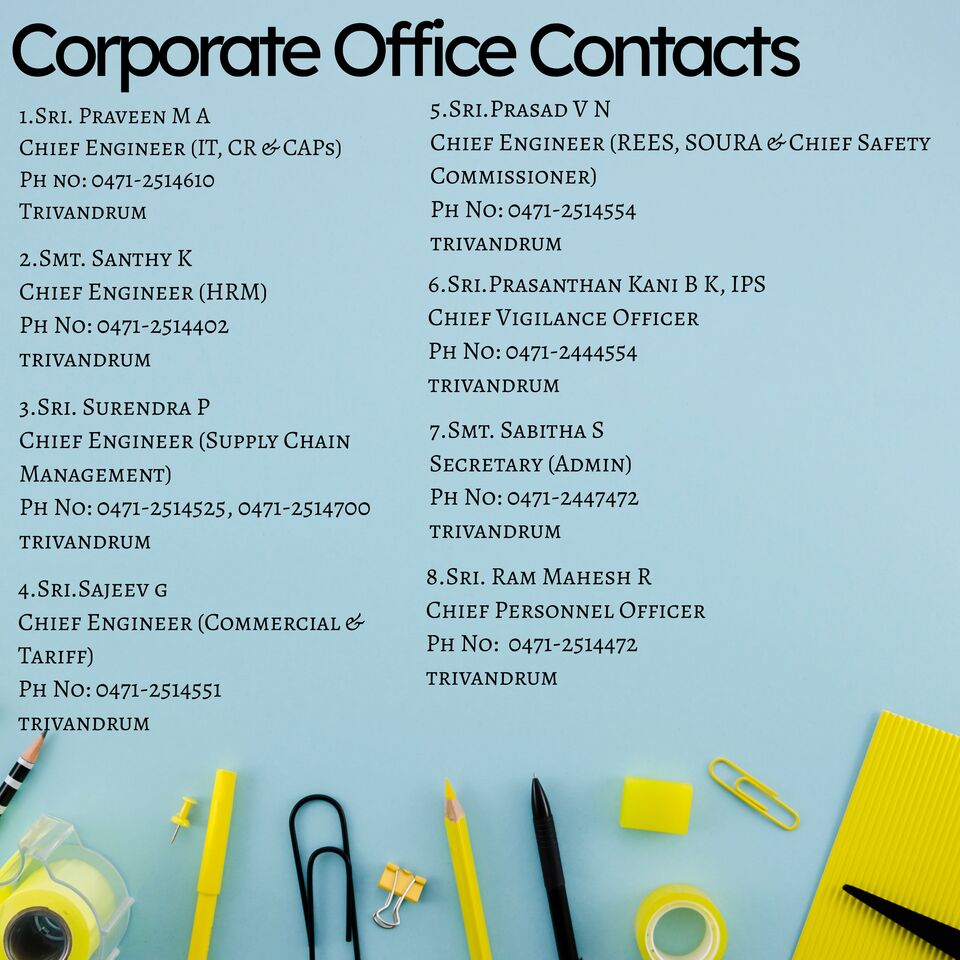 Corporate Office Contacts
1.Sri. Praveen M A
Chief Engineer (IT, CR & CAPs)
Ph no: 0471-2514610
Trivandrum
2.Smt. Santhy K
Chief Engineer (HRM)
Ph No: 0471-2514402
trivandrum
3.Sri. Surendra P
Chief Engineer (Supply Chain
Management)
Ph No: 0471-2514525, 0471-2514700
trivandrum
4.Sri.Sajeev g
Chief Engineer (Commercial &
Tariff)
Ph No: 0471-2514551
trivandrum
5.Sri.Prasad V N
Chief Engineer (REES, SOURA & Chief Safety
Commissioner)
Ph No: 0471-2514554
trivandrum
6.Sri.Prasanthan Kani B K, IPS
Chief Vigilance Officer
Ph No: 0471-2444554
trivandrum
7.Smt. Sabitha S
Secretary (Admin)
Ph No: 0471-2447472
trivandrum
8.Sri. Ram Mahesh R
Chief Personnel Officer
Ph No: 0471-2514472
trivandrum